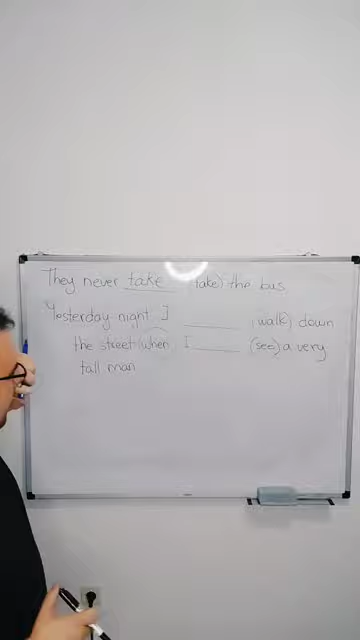 They never take (take) the bus
Yesterday night I ______ (walk) down
the street (when I ______ (see) a very
tall man